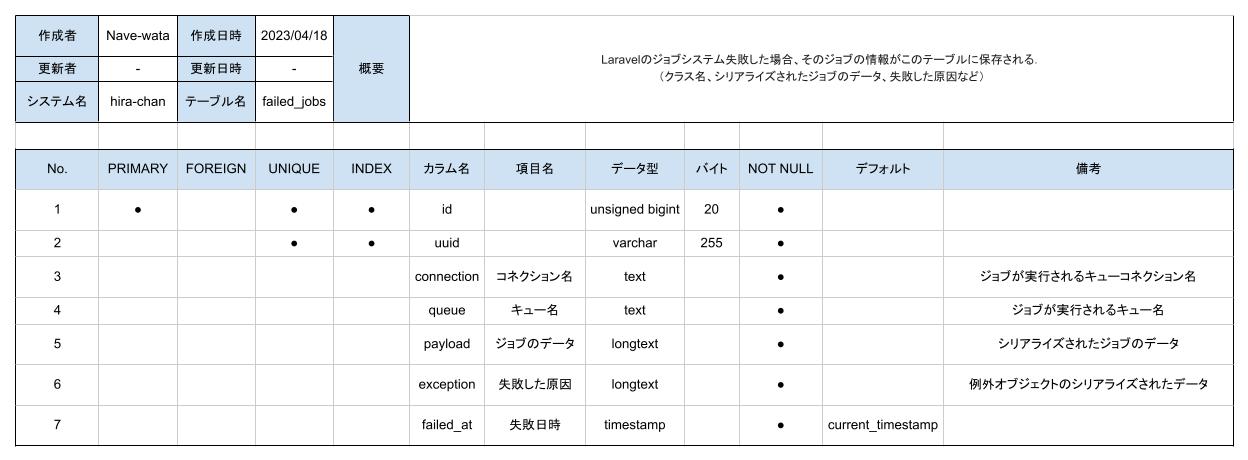 作成者 Nave-wata 作成日時 2023/04/18 概要
Laravelのジョブシステム失敗した場合、そのジョブの情報がこのテーブルに保存される.
（クラス名、シリアライズされたジョブのデータ、失敗した原因など）
更新者 - 更新日時 -
システム名 hira-chan テーブル名 failed_jobs
No. PRIMARY FOREIGN UNIQUE INDEX カラム名 項目名 データ型 バイト NOT NULL デフォルト 備考
1 ● ● ● id unsigned bigint 20 ●
2 ● ● uuid varchar 255 ●
3 connection コネクション名 text ● ジョブが実行されるキューコネクション名
4 queue キュー名 text ● ジョブが実行されるキュー名
5 payload ジョブのデータ longtext ● シリアライズされたジョブのデータ
6 exception 失敗した原因 longtext ● 例外オブジェクトのシリアライズされたデータ
7 failed_at 失敗日時 timestamp ● current_timestamp